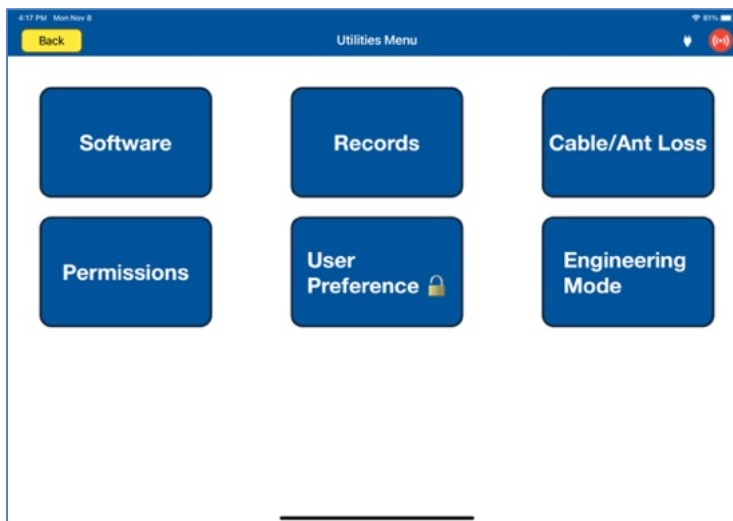 4:17 PM Mon Nov 8
81%
Back
Utilities Menu
Software
Records
Cable/Ant Loss
Permissions
User
Preference
Engineering
Mode